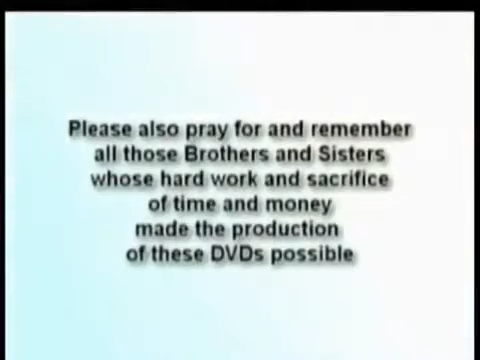 Please also pray for and remember
all those Brothers and Sisters
whose hard work and sacrifice
of time and money
made the production
of these DVDs possible